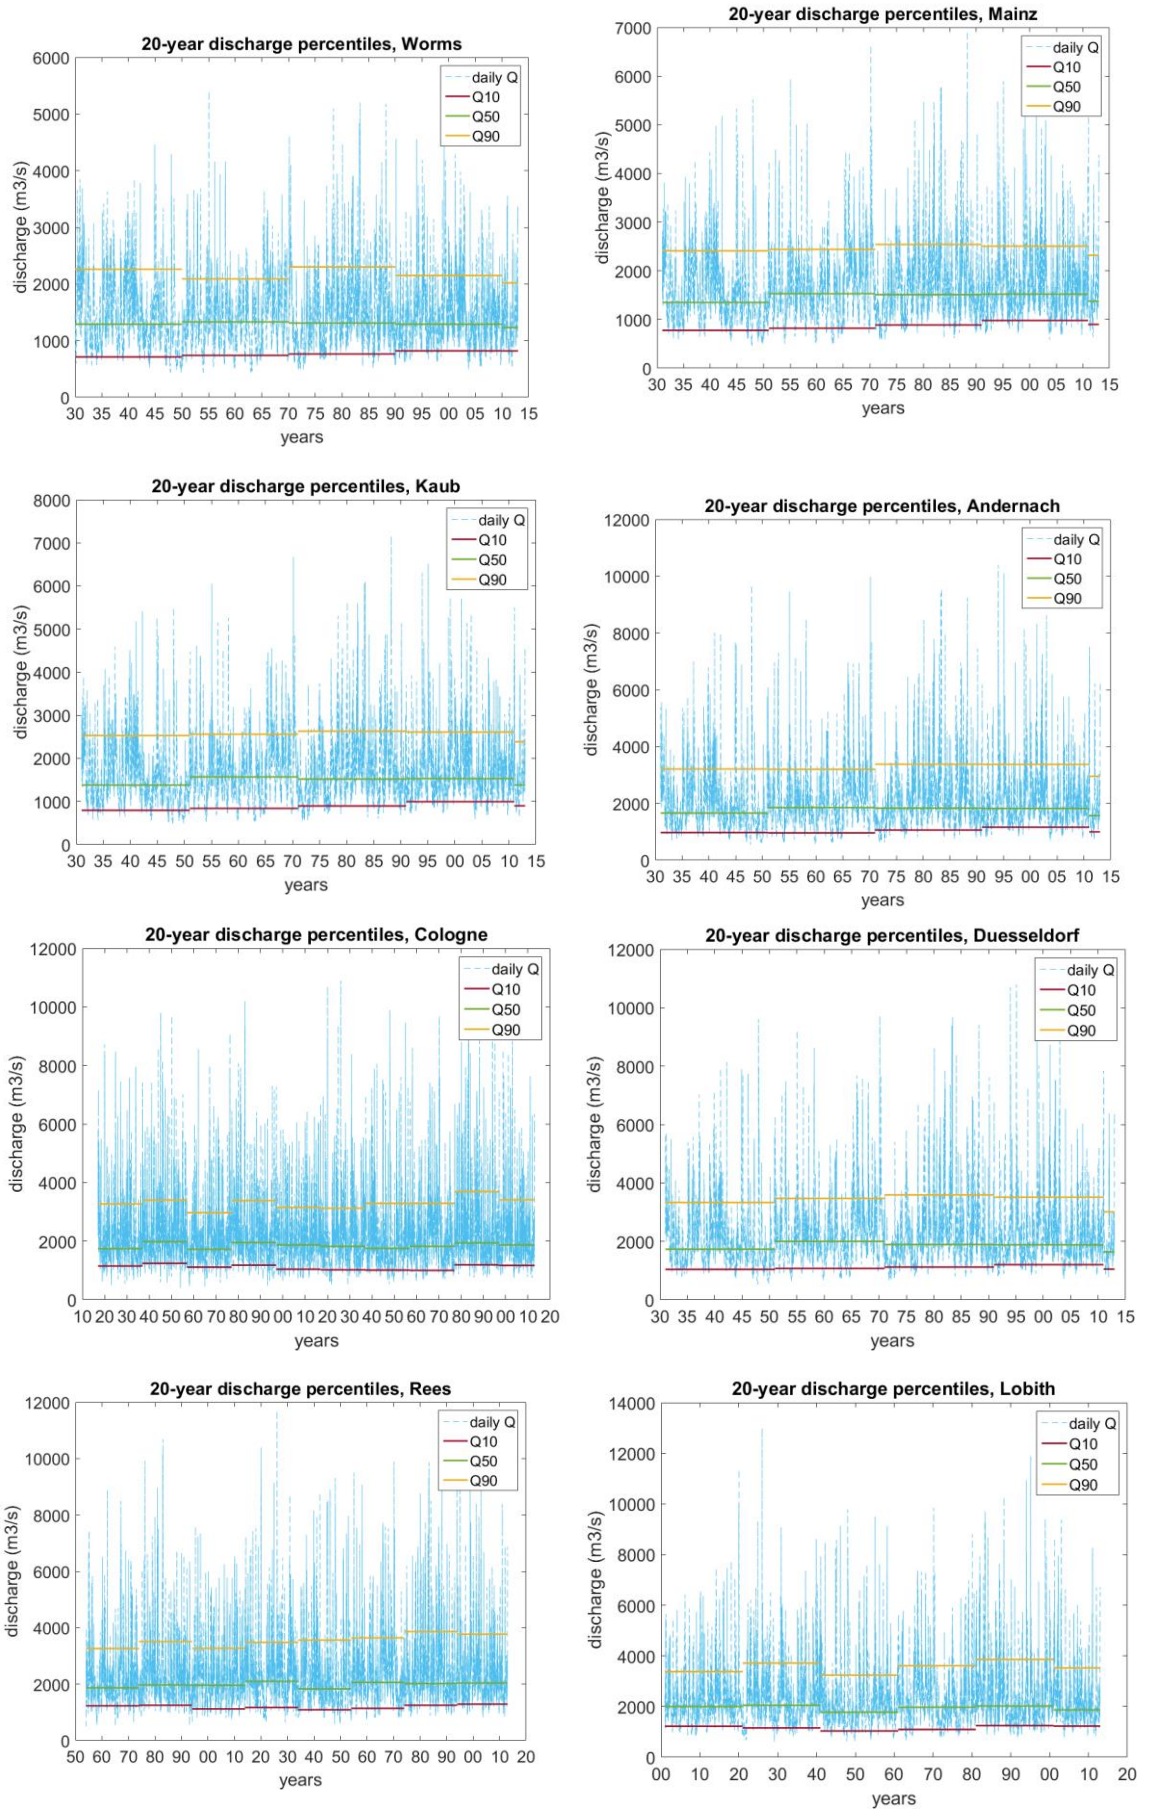 20-year discharge percentiles, Worms
6000
5000
4000
3000
2000
1000
0
discharge (m3/s)
daily Q
Q10
Q50
Q90
30 35 40 45 50 55 60 65 70 75 80 85 90 95 00 05 10 15
years
20-year discharge percentiles, Mainz
7000
6000
5000
4000
3000
2000
1000
0
discharge (m3/s)
daily Q
Q10
Q50
Q90
30 35 40 45 50 55 60 65 70 75 80 85 90 95 00 05 10 15
years
20-year discharge percentiles, Kaub
8000
7000
6000
5000
4000
3000
2000
1000
0
discharge (m3/s)
daily Q
Q10
Q50
Q90
30 35 40 45 50 55 60 65 70 75 80 85 90 95 00 05 10 15
years
20-year discharge percentiles, Andernach
12000
10000
8000
6000
4000
2000
0
discharge (m3/s)
daily Q
Q10
Q50
Q90
30 35 40 45 50 55 60 65 70 75 80 85 90 95 00 05 10 15
years
20-year discharge percentiles, Cologne
12000
10000
8000
6000
4000
2000
0
discharge (m3/s)
daily Q
Q10
Q50
Q90
10 20 30 40 50 60 70 80 90 00 10 20 30 40 50 60 70 80 90 00 10 20
years
20-year discharge percentiles, Duesseldorf
12000
10000
8000
6000
4000
2000
0
discharge (m3/s)
daily Q
Q10
Q50
Q90
30 35 40 45 50 55 60 65 70 75 80 85 90 95 00 05 10 15
years
20-year discharge percentiles, Rees
12000
10000
8000
6000
4000
2000
0
discharge (m3/s)
daily Q
Q10
Q50
Q90
50 60 70 80 90 00 10 20 30 40 50 60 70 80 90 00 10 20
years
20-year discharge percentiles, Lobith
14000
12000
10000
8000
6000
4000
2000
0
discharge (m3/s)
daily Q
Q10
Q50
Q90
00 10 20 30 40 50 60 70 80 90 00 10 20
years